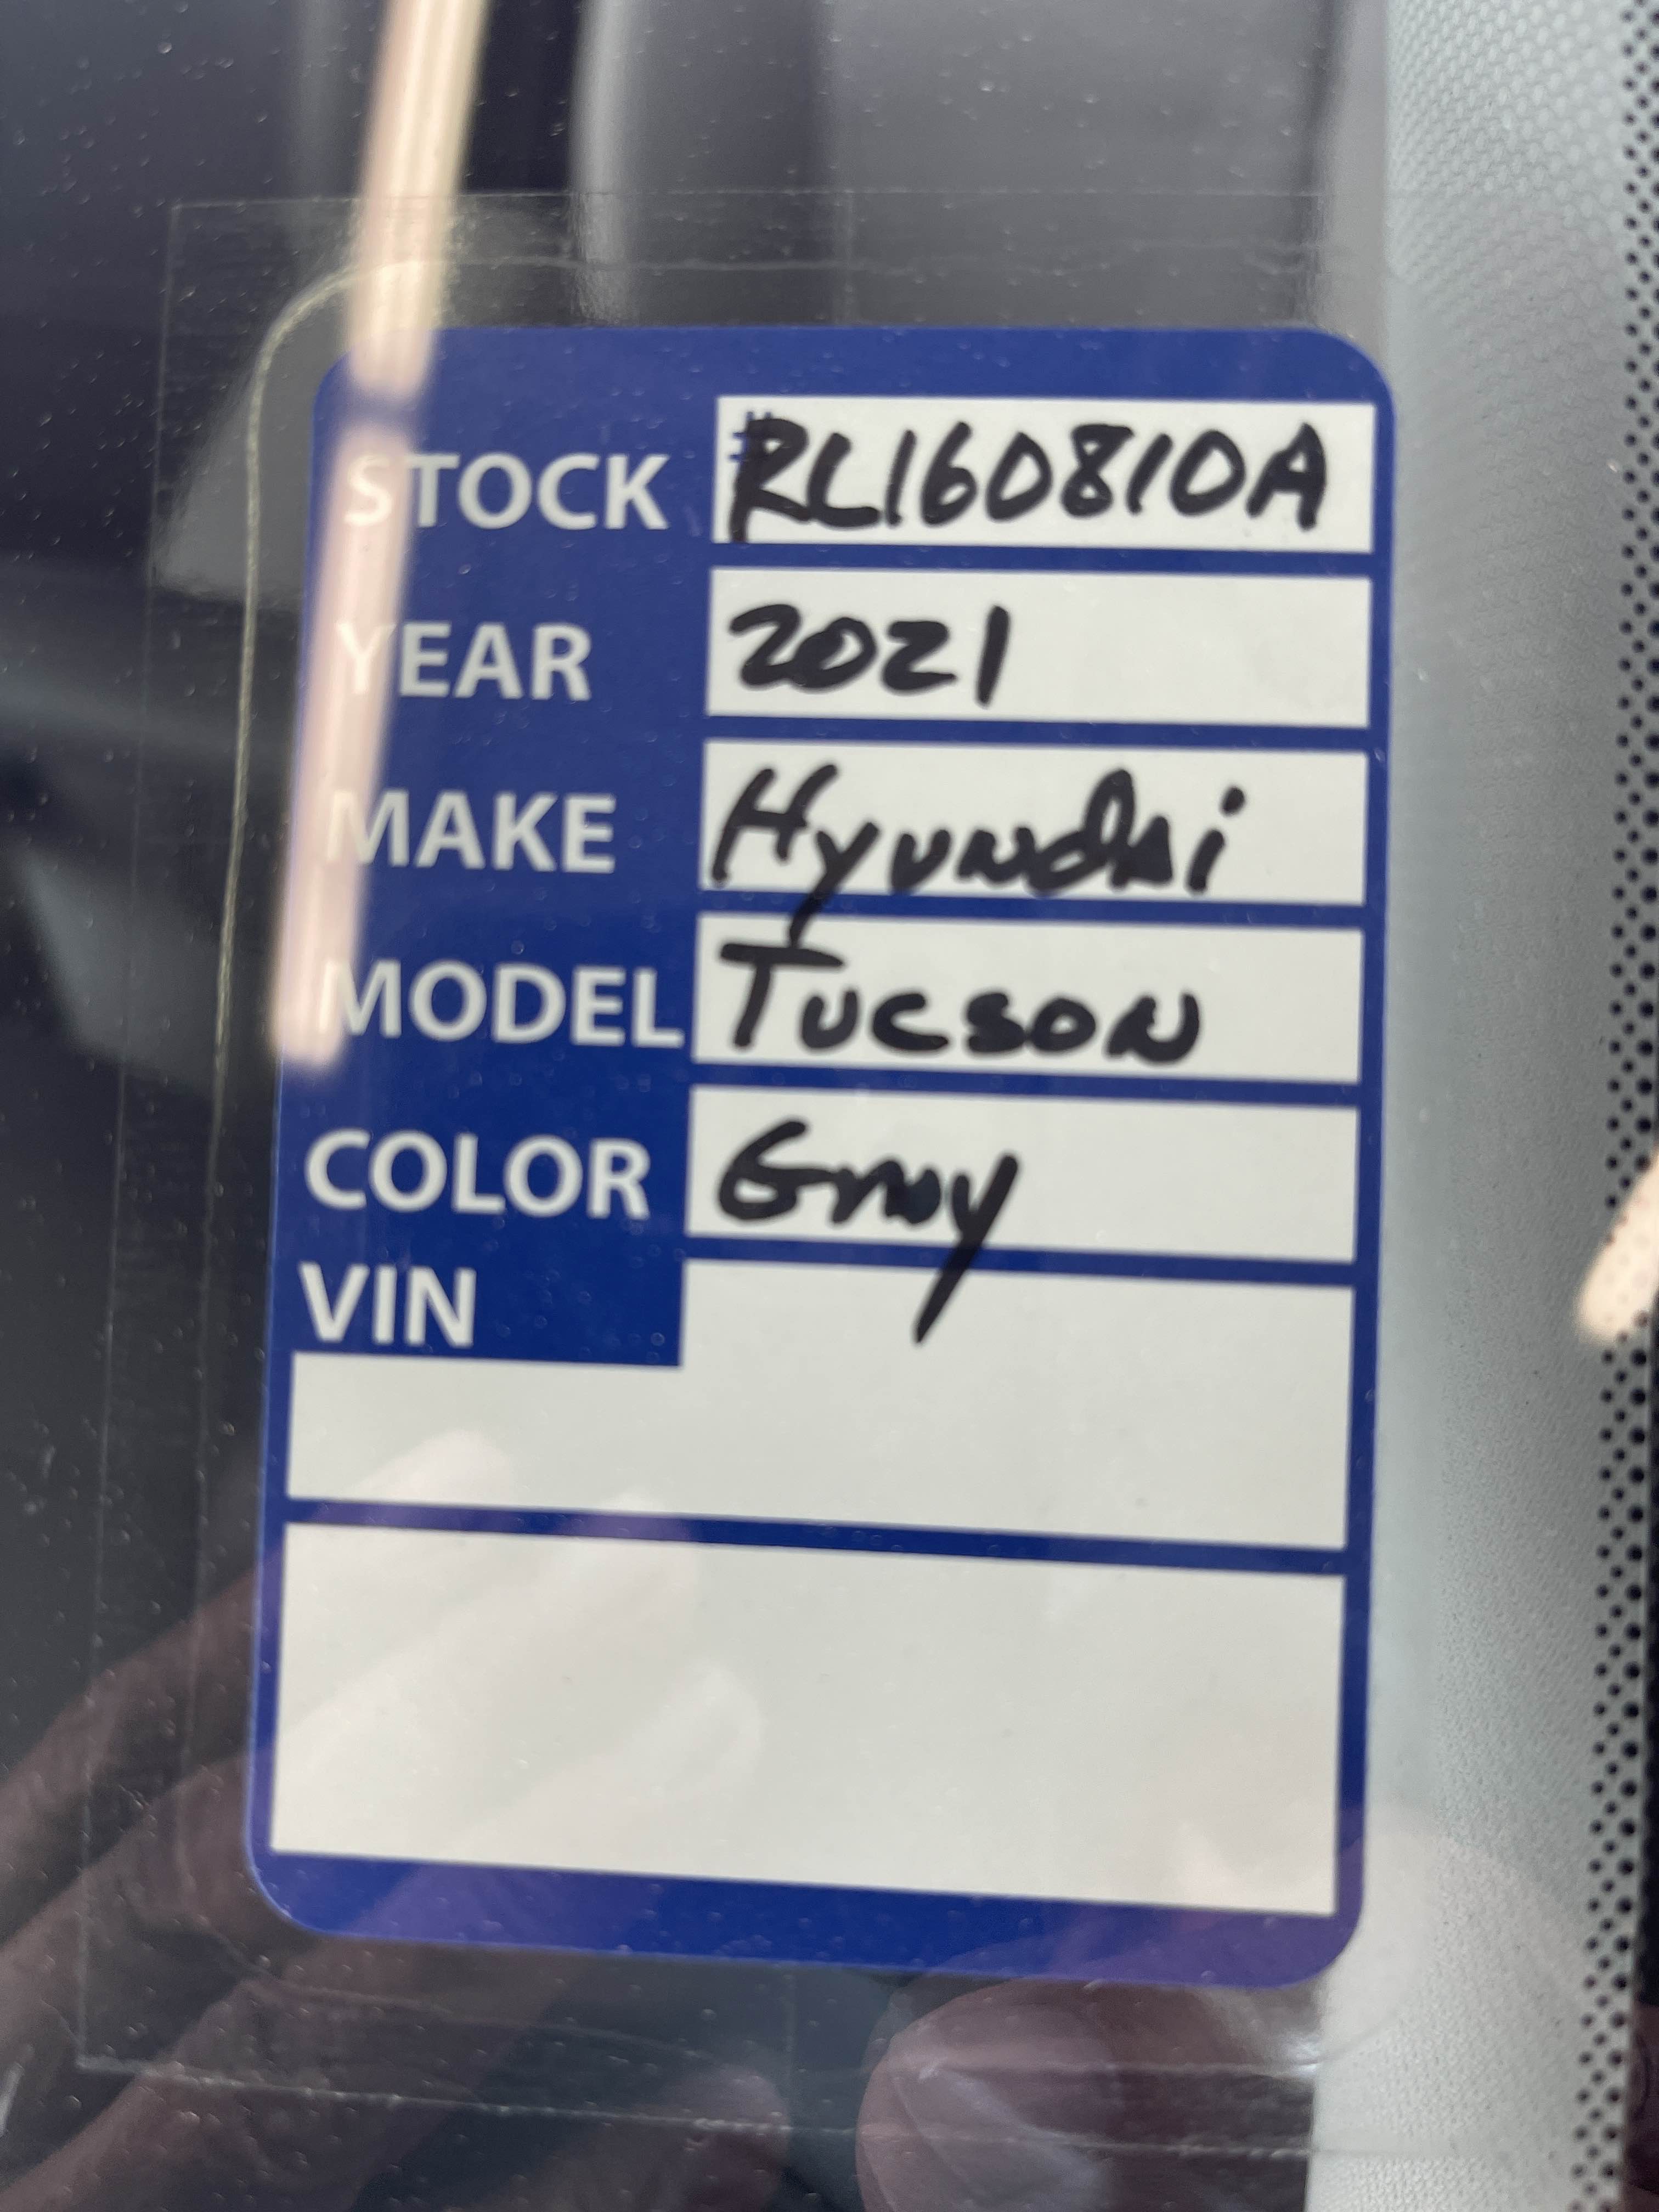 STOCK #RL160810A
YEAR 2021
MAKE Hyundai
MODEL Tucson
COLOR Gray
VIN